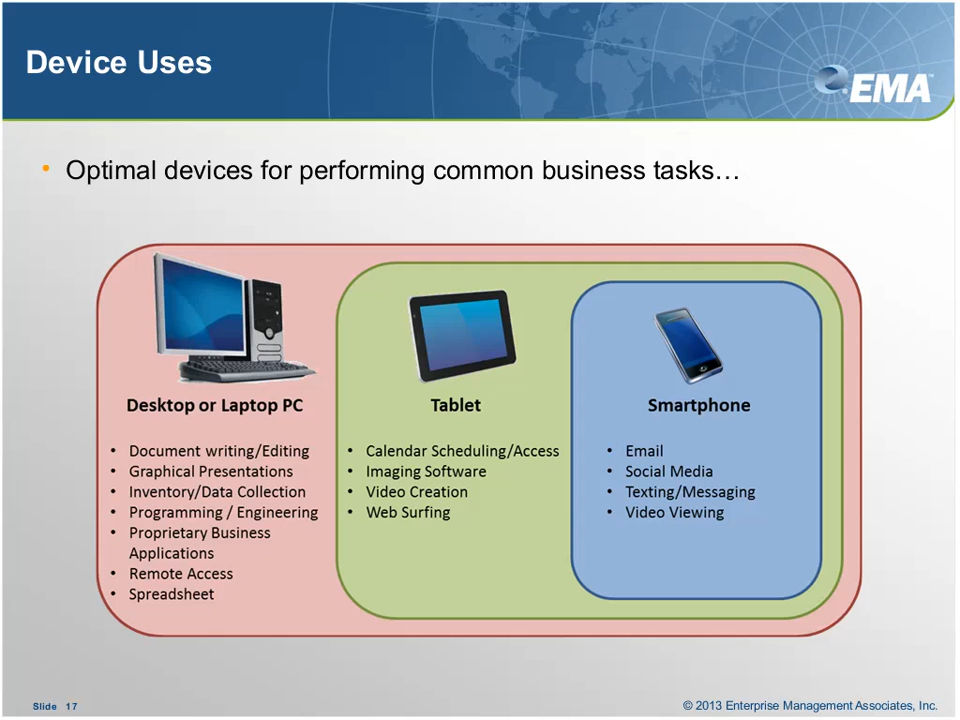 Device Uses
EMA™
• Optimal devices for performing common business tasks…
Desktop or Laptop PC
• Document writing/Editing
• Graphical Presentations
• Inventory/Data Collection
• Programming / Engineering
• Proprietary Business
Applications
• Remote Access
• Spreadsheet
Tablet
• Calendar Scheduling/Access
• Imaging Software
• Video Creation
• Web Surfing
Smartphone
• Email
• Social Media
• Texting/Messaging
• Video Viewing
Slide 17
© 2013 Enterprise Management Associates, Inc.